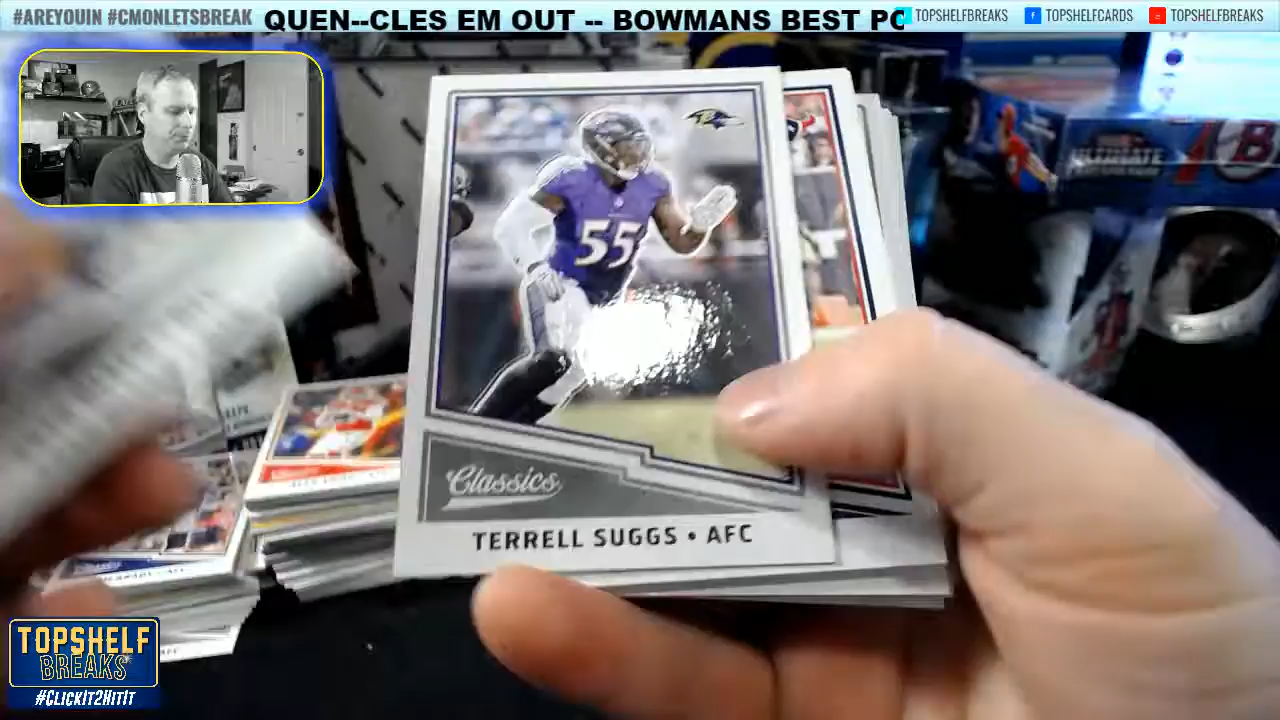 #AREYOUIN #CMONLETSBREAK
QUEN--CLES EM OUT -- BOWMANS BEST PC
TOPSHELFBREAKS
TOPSHELFCARDS
TOPSHELFBREAKS
ULTIMATE
55
Classics
TERRELL SUGGS • AFC
TOPSHELF
BREAKS
#CLICKIT2HITIT